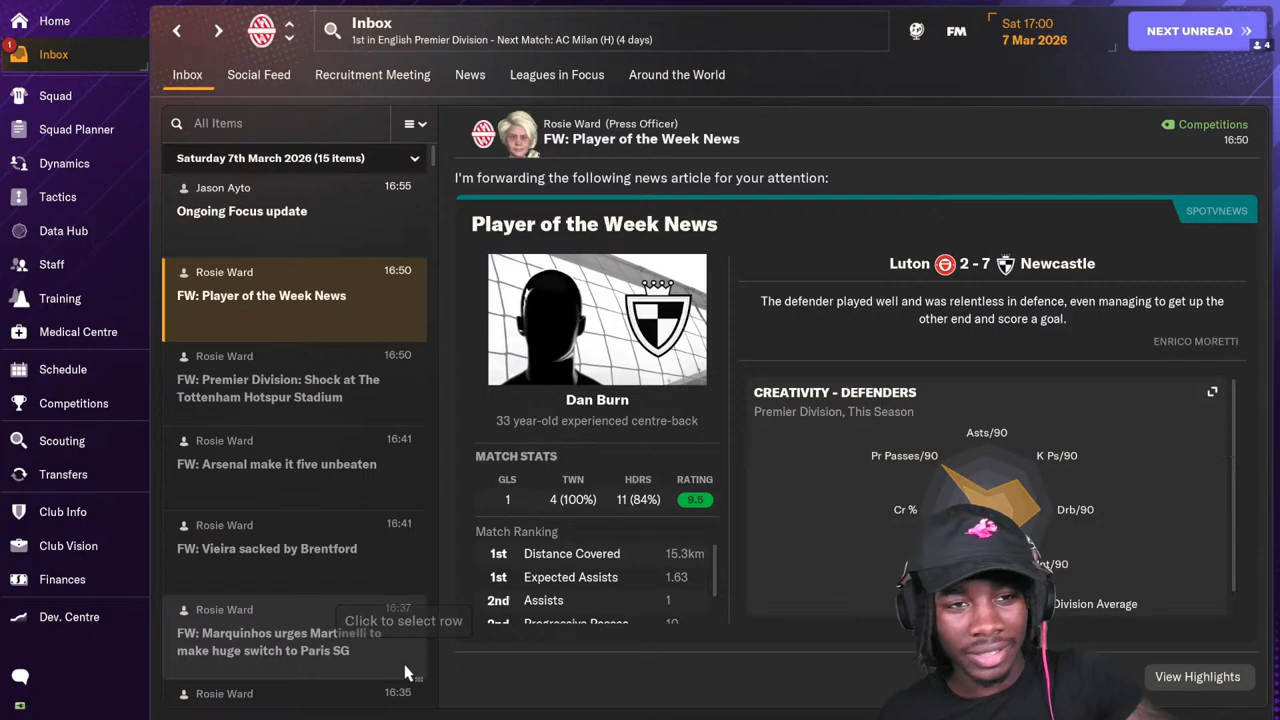 Home
1
Inbox
Squad
Squad Planner
Dynamics
Tactics
Data Hub
Staff
Training
Medical Centre
Schedule
Competitions
Scouting
Transfers
Club Info
Club Vision
Finances
Dev. Centre
Inbox
1st in English Premier Division - Next Match: AC Milan (H) (4 days)
FM
Sat 17:00
7 Mar 2026
NEXT UNREAD
4
Inbox
Social Feed
Recruitment Meeting
News
Leagues in Focus
Around the World
All Items
Saturday 7th March 2026 (15 items)
Jason Ayto 16:55
Ongoing Focus update
Rosie Ward 16:50
FW: Player of the Week News
Rosie Ward 16:50
FW: Premier Division: Shock at The
Tottenham Hotspur Stadium
Rosie Ward 16:41
FW: Arsenal make it five unbeaten
Rosie Ward 16:41
FW: Vieira sacked by Brentford
Rosie Ward 16:37
Click to select row
FW: Marquinhos urges Martinelli to
make huge switch to Paris SG
Rosie Ward 16:35
Rosie Ward (Press Officer)
FW: Player of the Week News
Competitions
16:50
I'm forwarding the following news article for your attention:
SPOTVNEWS
Player of the Week News
Dan Burn
33 year-old experienced centre-back
MATCH STATS
GLS TWN HDRS RATING
1 4 (100%) 11 (84%) 9.5
Match Ranking
1st Distance Covered 15.3km
1st Expected Assists 1.63
2nd Assists 1
2nd Progressive Passes 10
Luton 2 - 7 Newcastle
The defender played well and was relentless in defence, even managing to get up the
other end and score a goal.
ENRICO MORETTI
CREATIVITY - DEFENDERS
Premier Division, This Season
Asts/90
Pr Passes/90
K Ps/90
Cr %
Drb/90
Division Average
View Highlights